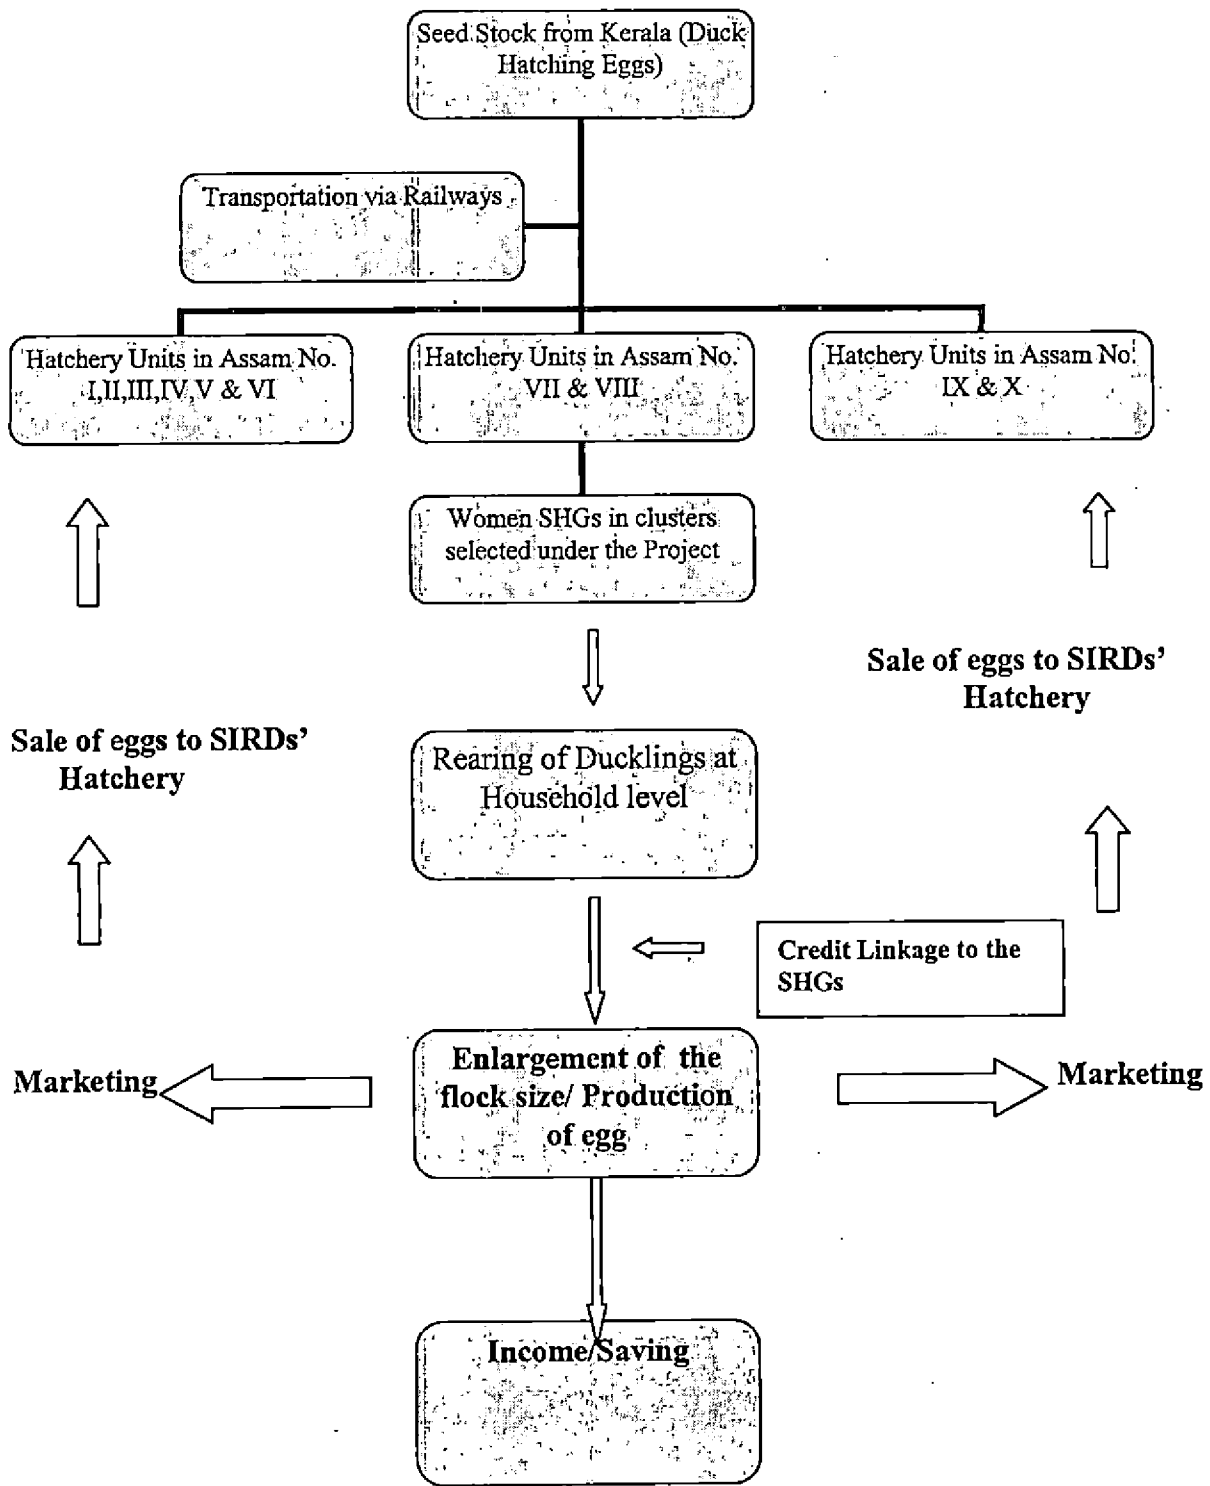 Seed Stock from Kerala (Duck
Hatching Eggs)
Transportation via Railways
Hatchery Units in Assam No.
I,II,III,IV,V & VI
Hatchery Units in Assam No.
VII & VIII
Hatchery Units in Assam No.
IX & X
Women SHGs in clusters
selected under the Project
Sale of eggs to SIRDs’
Hatchery
Sale of eggs to SIRDs’
Hatchery
Rearing of Ducklings at
Household level
Credit Linkage to the
SHGs
Marketing
Enlargement of the
flock size/ Production
of egg
Marketing
Income/Saving